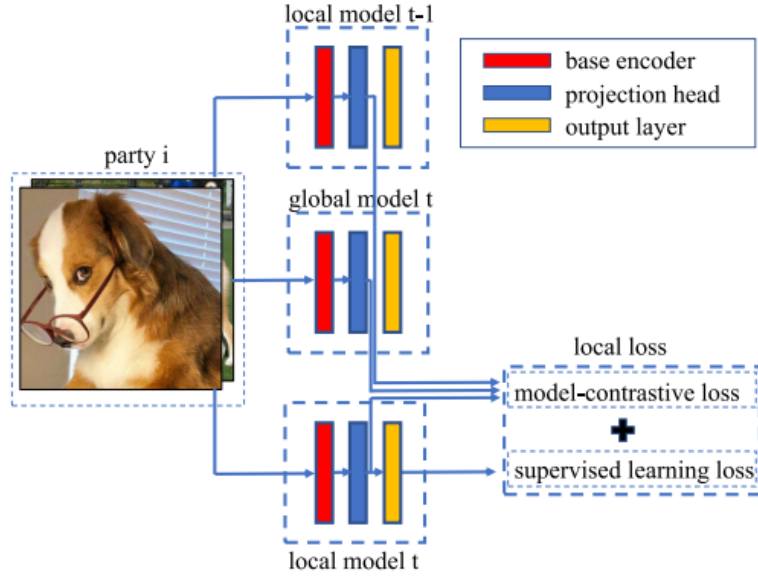 local model t-1
base encoder
projection head
output layer
party i
global model t
local loss
model-contrastive loss
supervised learning loss
local model t